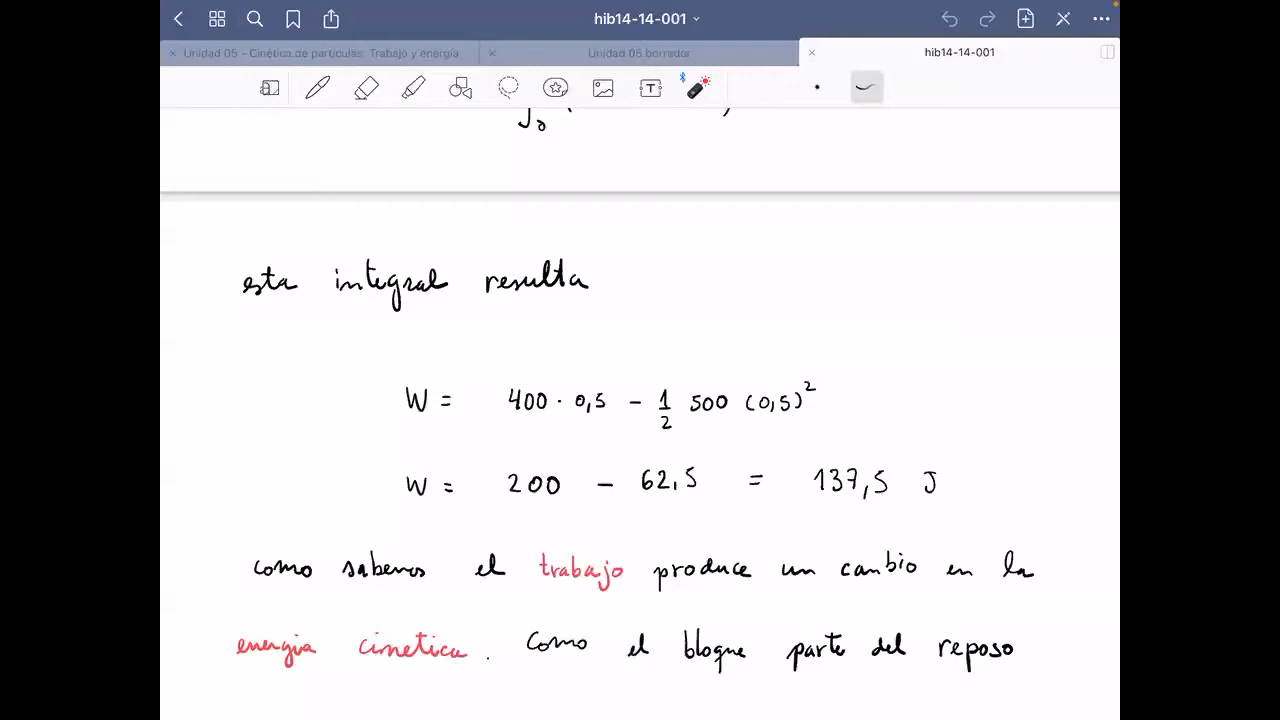 hib14-14-001
Unidad 05 - Cinética de partículas: Trabajo y energía
Unidad 05 borrador
hib14-14-001
T
esta integral resulta
W = 400 · 0,5 - 1/2 500 (0,5)²
W = 200 - 62,5 = 137,5 J
como sabemos el trabajo produce un cambio en la
energia cinetica. Como el bloque parte del reposo